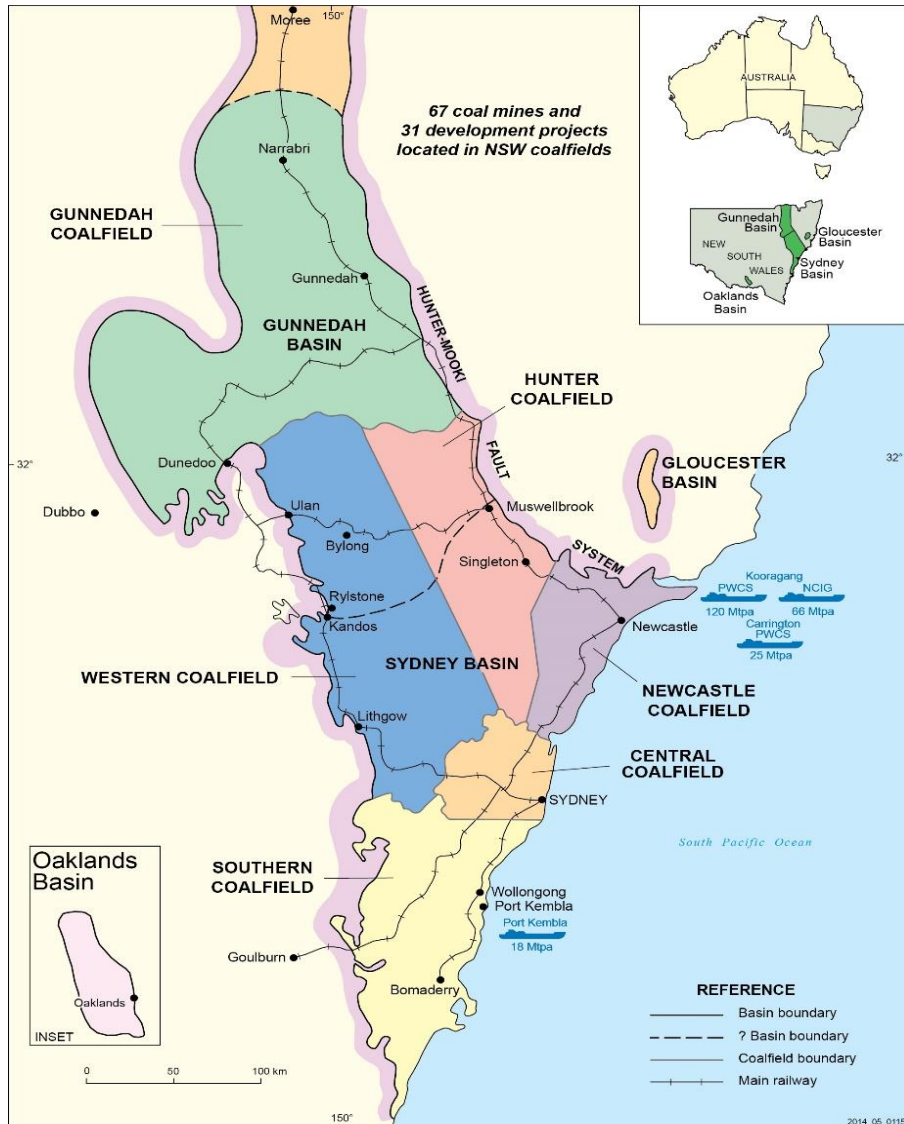 150°
Moree
67 coal mines and
31 development projects
located in NSW coalfields
AUSTRALIA
Narrabri
GUNNEDAH
COALFIELD
Gunnedah
Basin
Gloucester
Basin
NEW
SOUTH
WALES
Sydney
Basin
Oaklands
Basin
Gunnedah
HUNTER-MOOKI
FAULT
SYSTEM
GUNNEDAH
BASIN
HUNTER
COALFIELD
32°
Dunedoo
32°
GLOUCESTER
BASIN
Dubbo
Ulan
Muswellbrook
Bylong
Singleton
Kooragang
PWCS
NCIG
120 Mtpa
66 Mtpa
Carrington
PWCS
25 Mtpa
Rylstone
Kandos
Newcastle
WESTERN COALFIELD
SYDNEY BASIN
NEWCASTLE
COALFIELD
Lithgow
CENTRAL
COALFIELD
SYDNEY
South Pacific Ocean
Oaklands
Basin
SOUTHERN
COALFIELD
Wollongong
Port Kembla
Port Kembla
18 Mtpa
Goulburn
Bomaderry
Oaklands
INSET
REFERENCE
Basin boundary
? Basin boundary
Coalfield boundary
Main railway
0
50
100 km
150°
2014_05_0115